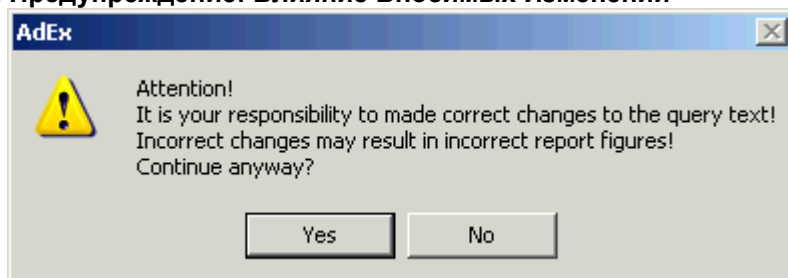 Предупреждение. Влияние вносимых изменений
AdEx
Attention!
It is your responsibility to made correct changes to the query text!
Incorrect changes may result in incorrect report figures!
Continue anyway?
Yes No